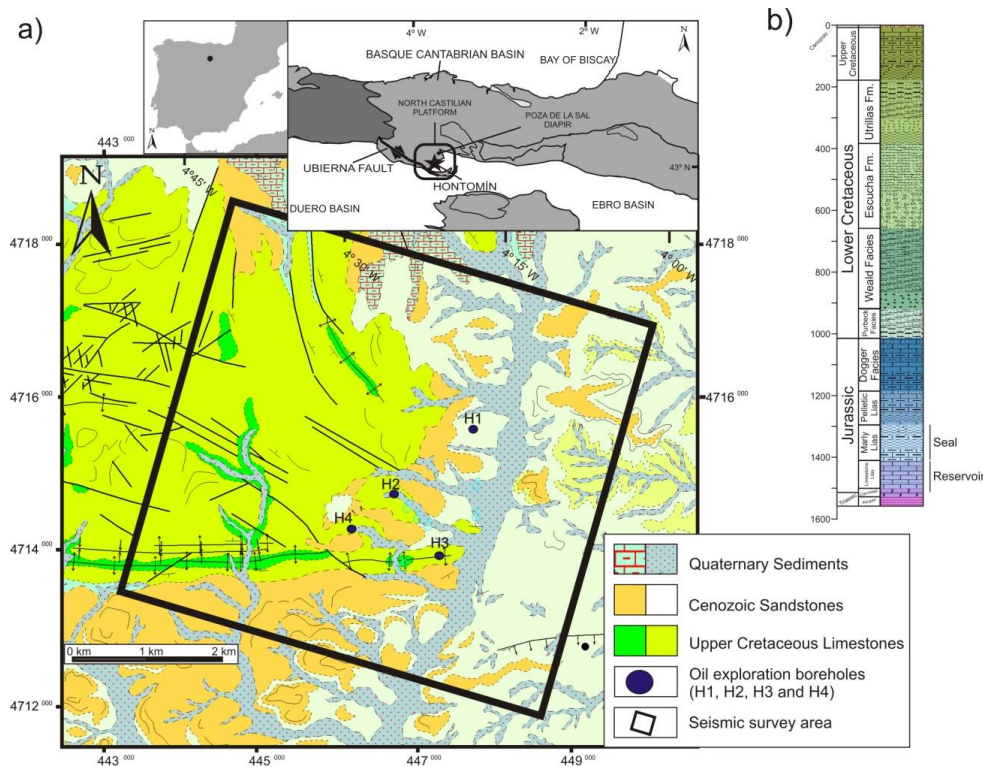 a)
4° W
BASQUE CANTABRIAN BASIN
BAY OF BISCAY
N
NORTH CASTILIAN
PLATFORM
POZA DE LA SAL
DIAPIR
UBIERNA FAULT
43° N
HONTOMÍN
DUERO BASIN
EBRO BASIN
N
443 000
N
4°45' W
4°30' W
4°15' W
4°00' W
4718 000
4718 000
4716 000
4716 000
4714 000
4712 000
H1
H2
H4
H3
0 km 1 km 2 km
443 000
445 000
447 000
449 000
Quaternary Sediments
Cenozoic Sandstones
Upper Cretaceous Limestones
Oil exploration boreholes
(H1, H2, H3 and H4)
Seismic survey area
b)
0
200
400
600
800
1000
1200
1400
1600
Cenozoic
Upper
Cretaceous
Lower Cretaceous
Utrillas Fm.
Escucha Fm.
Weald Facies
Purbeck
Facies
Jurassic
Dogger
Facies
Pelletic
Lias
Marly
Lias
Limestone
Lias
Triassic
Keuper
Seal
Reservoir